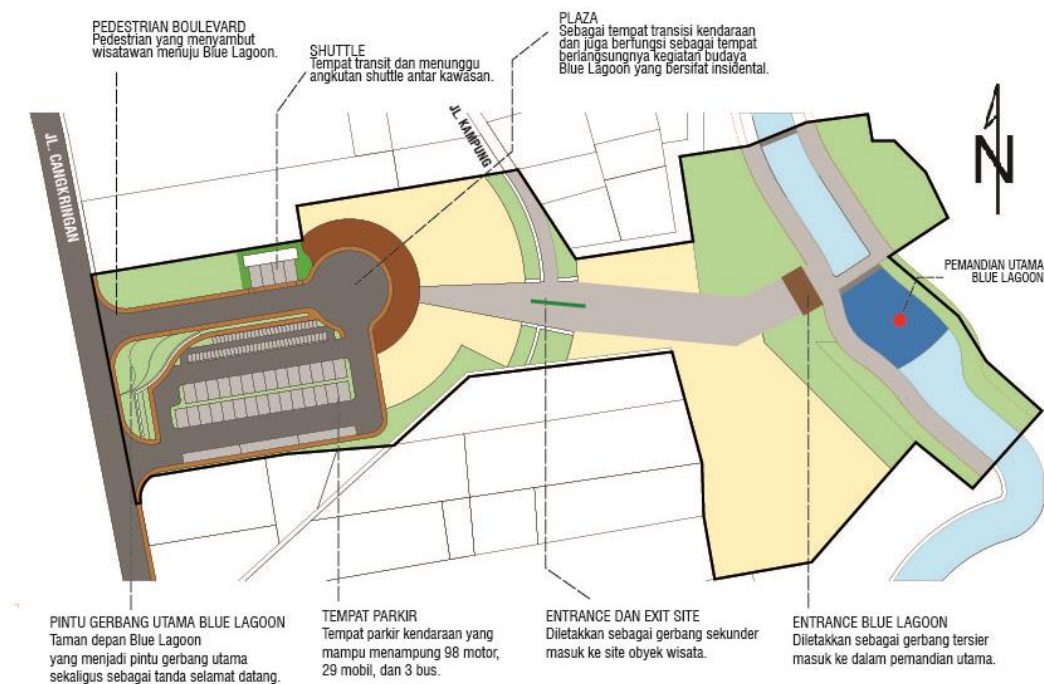 PEDESTRIAN BOULEVARD
Pedestrian yang menyambut
wisatawan menuju Blue Lagoon.
SHUTTLE
Tempat transit dan menunggu
angkutan shuttle antar kawasan.
PLAZA
Sebagai tempat transisi kendaraan
dan juga berfungsi sebagai tempat
berlangsungnya kegiatan budaya
Blue Lagoon yang bersifat insidental.
JL. CANGKRINGAN
JL. KAMPUNG
N
PEMANDIAN UTAMA
BLUE LAGOON
PINTU GERBANG UTAMA BLUE LAGOON
Taman depan Blue Lagoon
yang menjadi pintu gerbang utama
sekaligus sebagai tanda selamat datang.
TEMPAT PARKIR
Tempat parkir kendaraan yang
mampu menampung 98 motor,
29 mobil, dan 3 bus.
ENTRANCE DAN EXIT SITE
Diletakkan sebagai gerbang sekunder
masuk ke site obyek wisata.
ENTRANCE BLUE LAGOON
Diletakkan sebagai gerbang tersier
masuk ke dalam pemandian utama.